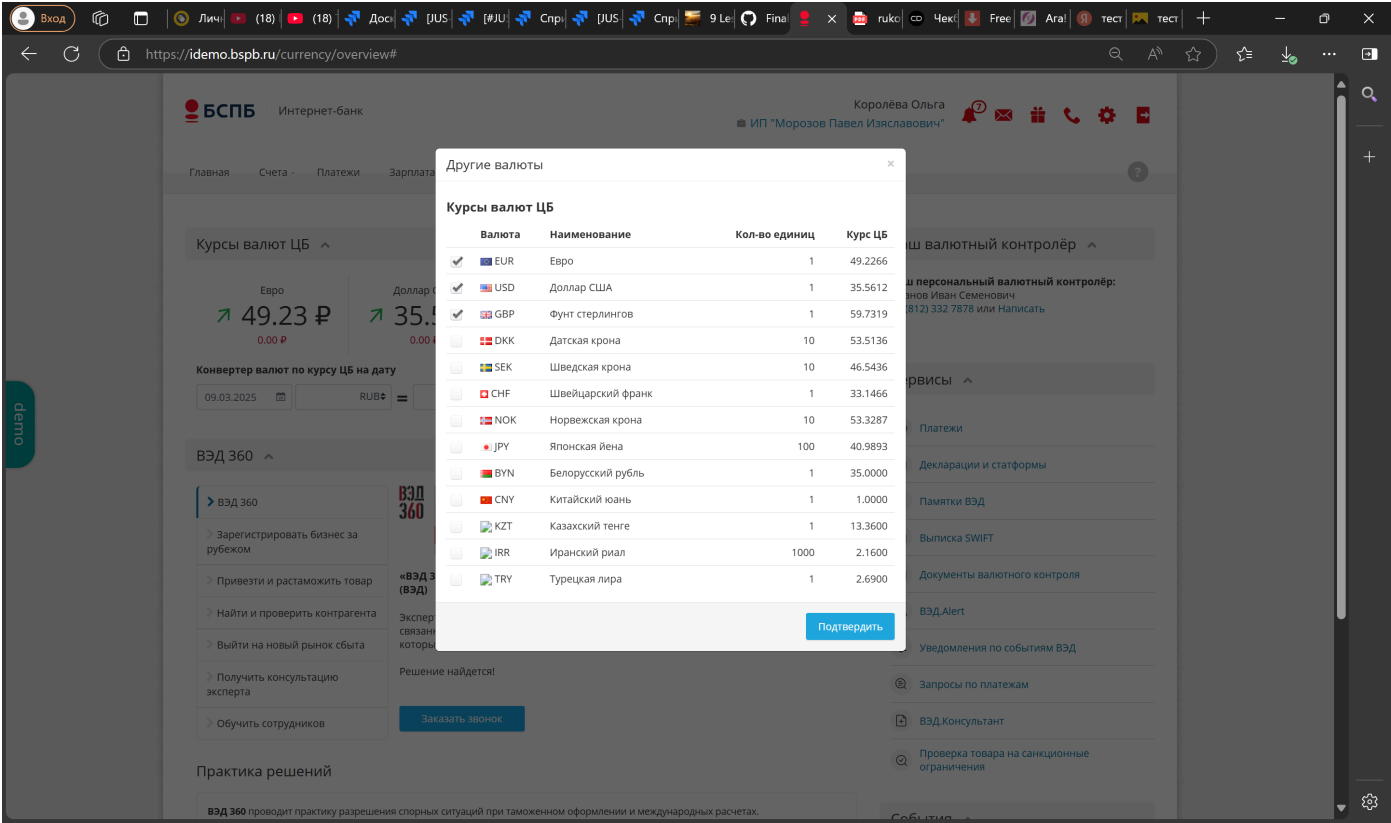 Вход
Личн
(18)
(18)
Доск
[JUS-
[#JU:
Спри
[JUS-
Спри
9 Le
Fina
ruko
Чек
Free
Ara!
тест
тест
https://idemo.bspb.ru/currency/overview#
БСПБ
Интернет-банк
Королёва Ольга
7
ИП "Морозов Павел Изяславович"
Главная Счета Платежи Зарплата
?
Другие валюты ×
Курсы валют ЦБ
Валюта Наименование Кол-во единиц Курс ЦБ
EUR Евро 1 49.2266
USD Доллар США 1 35.5612
GBP Фунт стерлингов 1 59.7319
DKK Датская крона 10 53.5136
SEK Шведская крона 10 46.5436
CHF Швейцарский франк 1 33.1466
NOK Норвежская крона 10 53.3287
JPY Японская йена 100 40.9893
BYN Белорусский рубль 1 35.0000
CNY Китайский юань 1 1.0000
KZT Казахский тенге 1 13.3600
IRR Иранский риал 1000 2.1600
TRY Турецкая лира 1 2.6900
Подтвердить
Курсы валют ЦБ
Евро
49.23 ₽
0.00 ₽
Доллар
35.5
0.00
Конвертер валют по курсу ЦБ на дату
09.03.2025 RUB =
demo
ВЭД 360
ВЭД 360
Зарегистрировать бизнес за
рубежом
Привезти и растаможить товар
Найти и проверить контрагента
Выйти на новый рынок сбыта
Получить консультацию
эксперта
Обучить сотрудников
ВЭД
360
«ВЭД 3
(ВЭД)
Эксперт
связанн
которы
Решение найдется!
Заказать звонок
Практика решений
ВЭД 360 проводит практику разрешения спорных ситуаций при таможенном оформлении и международных расчетах.
аш валютный контролёр
ш персональный валютный контролёр:
анов Иван Семенович
(812) 332 7878 или Написать
ервисы
Платежи
Декларации и статформы
Памятки ВЭД
Выписка SWIFT
Документы валютного контроля
ВЭД.Alert
Уведомления по событиям ВЭД
Запросы по платежам
ВЭД.Консультант
Проверка товара на санкционные
ограничения
События